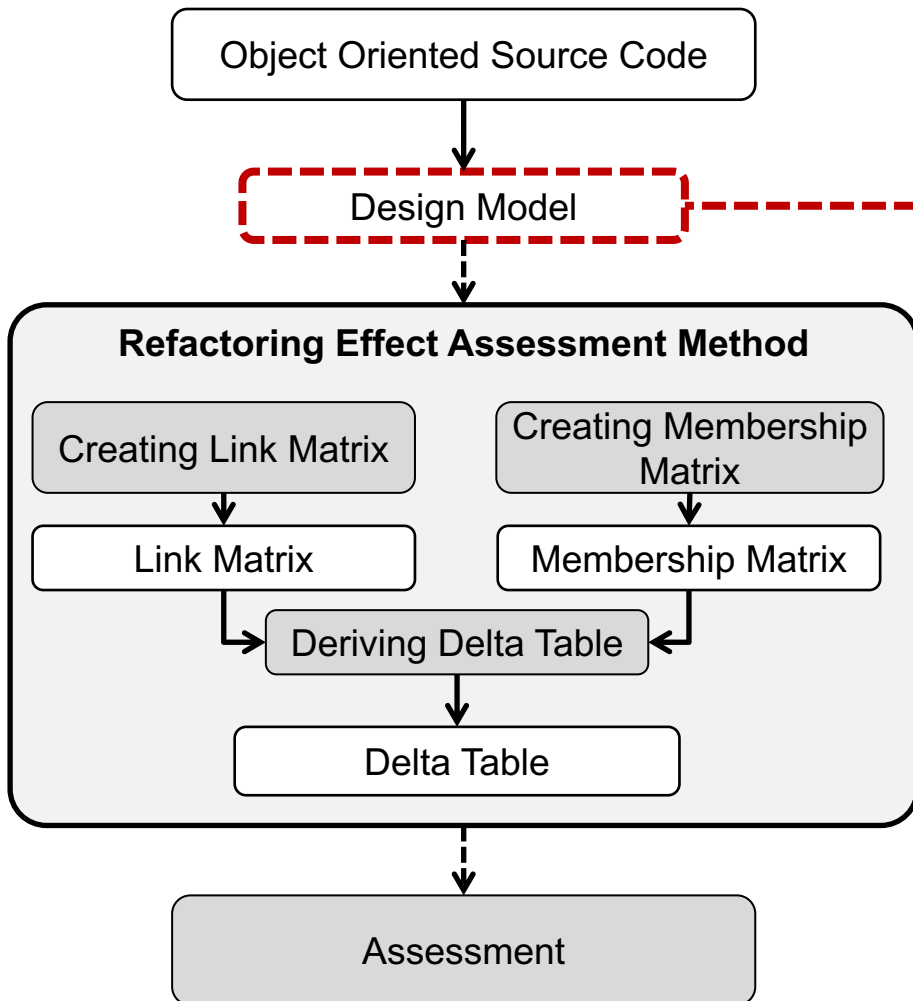 Object Oriented Source Code
Design Model
Refactoring Effect Assessment Method
Creating Link Matrix
Creating Membership
Matrix
Link Matrix
Membership Matrix
Deriving Delta Table
Delta Table
Assessment